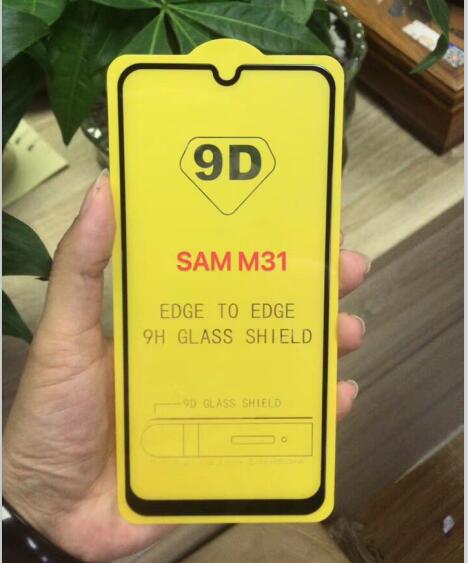 9D
SAM M31
EDGE TO EDGE
9H GLASS SHIELD
9D GLASS SHIELD